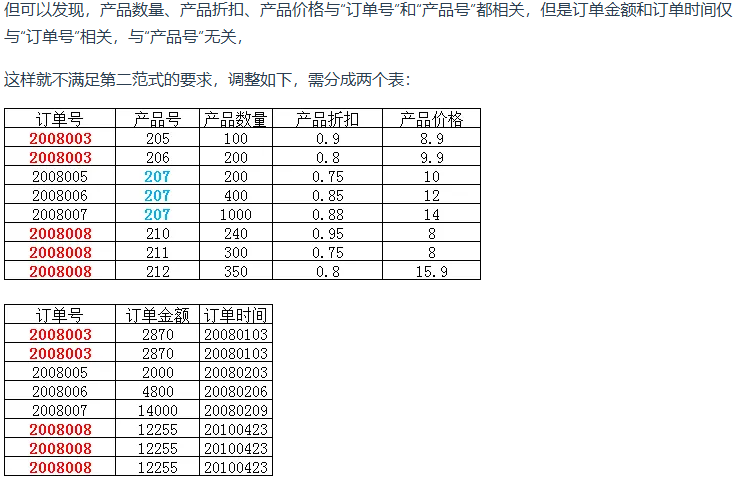 但可以发现，产品数量、产品折扣、产品价格与“订单号”和“产品号”都相关，但是订单金额和订单时间仅
与“订单号”相关，与“产品号”无关，
这样就不满足第二范式的要求，调整如下，需分成两个表：
订单号 产品号 产品数量 产品折扣 产品价格
2008003 205 100 0.9 8.9
2008003 206 200 0.8 9.9
2008005 207 200 0.75 10
2008006 207 400 0.85 12
2008007 207 1000 0.88 14
2008008 210 240 0.95 8
2008008 211 300 0.75 8
2008008 212 350 0.8 15.9
订单号 订单金额 订单时间
2008003 2870 20080103
2008003 2870 20080103
2008005 2000 20080203
2008006 4800 20080206
2008007 14000 20080209
2008008 12255 20100423
2008008 12255 20100423
2008008 12255 20100423